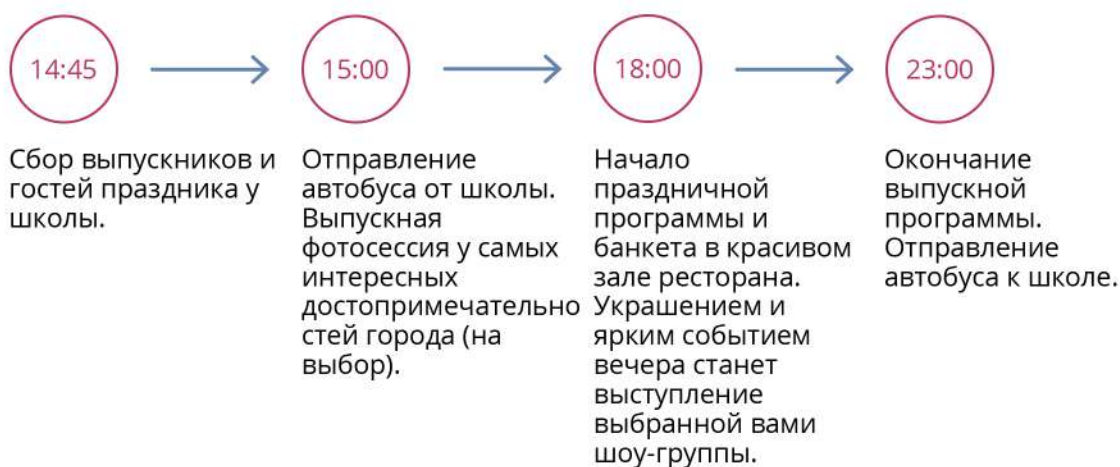 14:45
Сбор выпускников и
гостей праздника у
школы.
15:00
Отправление
автобуса от школы.
Выпускная
фотосессия у самых
интересных
достопримечательно
стей города (на
выбор).
18:00
Начало
праздничной
программы и
банкета в красивом
зале ресторана.
Украшением и
ярким событием
вечера станет
выступление
выбранной вами
шоу-группы.
23:00
Окончание
выпускной
программы.
Отправление
автобуса к школе.